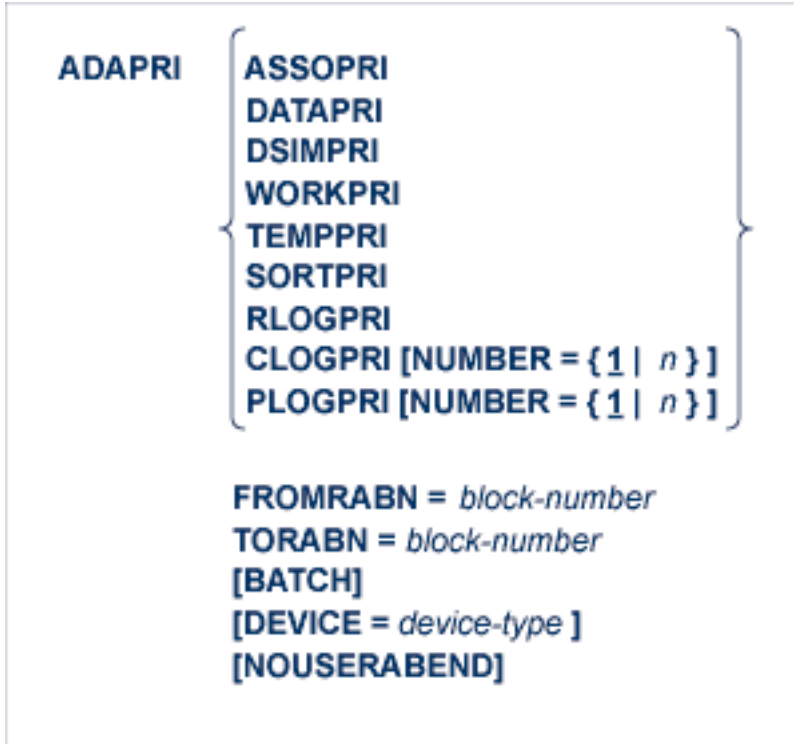 ADAPRI ASSOPRI
DATAPRI
DSIMPRI
WORKPRI
TEMPPRI
SORTPRI
RLOGPRI
CLOGPRI [NUMBER = { 1 | n } ]
PLOGPRI [NUMBER = { 1 | n } ]
FROMRABN = block-number
TORABN = block-number
[BATCH]
[DEVICE = device-type ]
[NOUSERABEND]